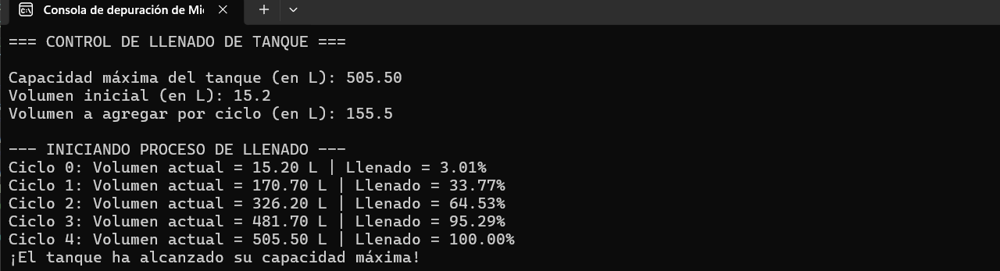 Consola de depuración de Mi
=== CONTROL DE LLENADO DE TANQUE ===
Capacidad máxima del tanque (en L): 505.50
Volumen inicial (en L): 15.2
Volumen a agregar por ciclo (en L): 155.5
--- INICIANDO PROCESO DE LLENADO ---
Ciclo 0: Volumen actual = 15.20 L | Llenado = 3.01%
Ciclo 1: Volumen actual = 170.70 L | Llenado = 33.77%
Ciclo 2: Volumen actual = 326.20 L | Llenado = 64.53%
Ciclo 3: Volumen actual = 481.70 L | Llenado = 95.29%
Ciclo 4: Volumen actual = 505.50 L | Llenado = 100.00%
¡El tanque ha alcanzado su capacidad máxima!